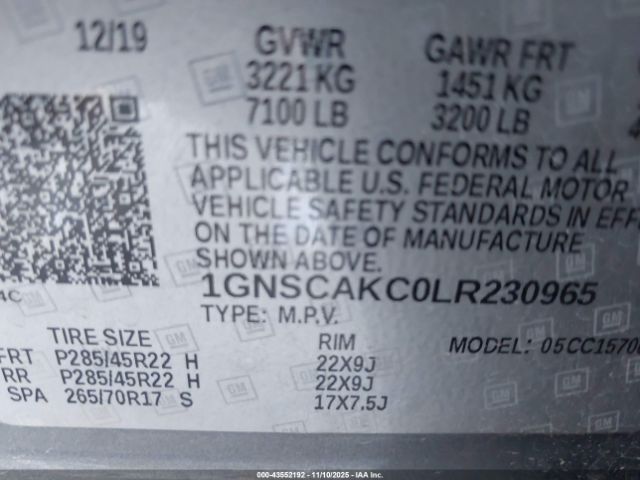 12/19 GVWR GAWR FRT
3221 KG 1451 KG
7100 LB 3200 LB
THIS VEHICLE CONFORMS TO ALL
APPLICABLE U.S. FEDERAL MOTOR
VEHICLE SAFETY STANDARDS IN EFF
ON THE DATE OF MANUFACTURE
SHOWN ABOVE.
4C 1GNSCAKC0LR230965
TYPE: M.P.V.
TIRE SIZE RIM MODEL: 05CC1570
FRT P285/45R22 H 22X9J
RR P285/45R22 H 22X9J
SPA 265/70R17 S 17X7.5J
GM
© 000-43552192 - 11/10/2025 - IAA Inc.